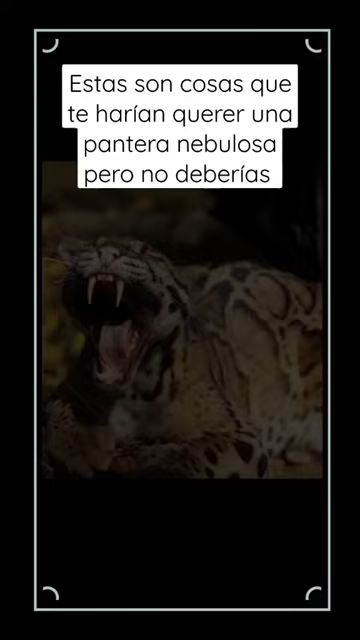 Estas son cosas que
te harían querer una
pantera nebulosa
pero no deberías